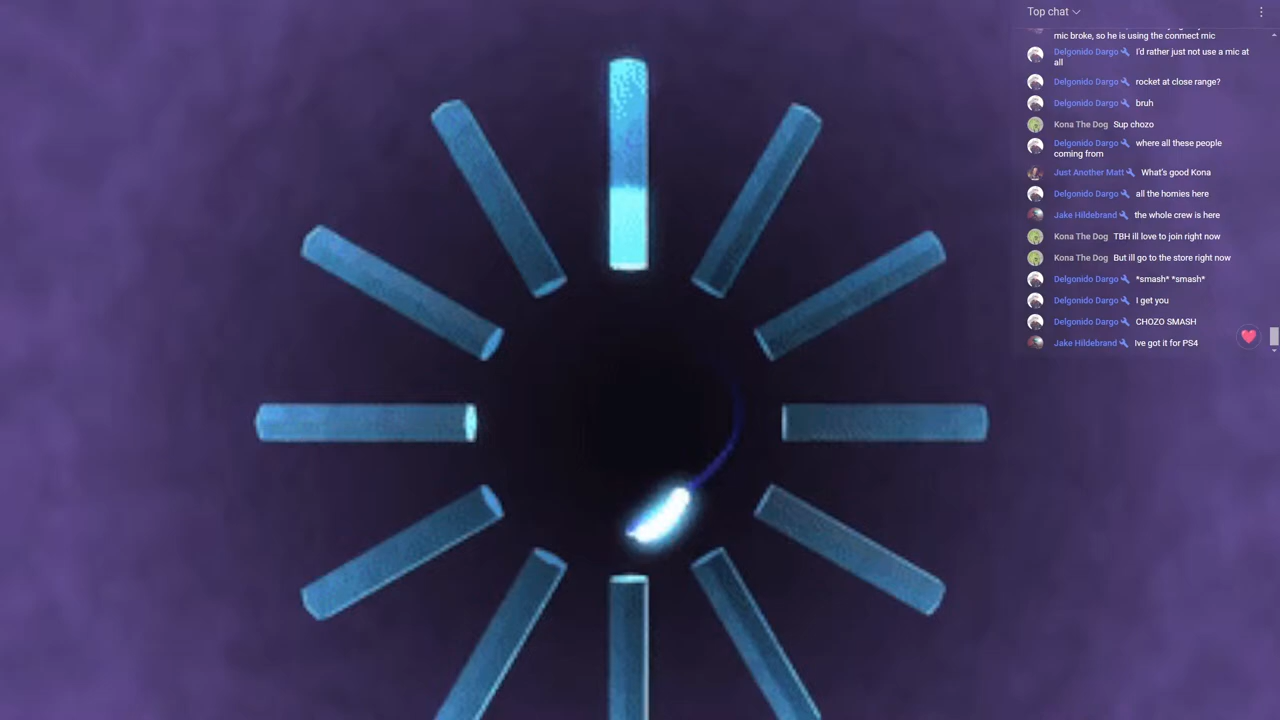 Top chat
mic broke, so he is using the conmect mic
Delgonido Dargo I'd rather just not use a mic at
all
Delgonido Dargo rocket at close range?
Delgonido Dargo bruh
Kona The Dog Sup chozo
Delgonido Dargo where all these people
coming from
Just Another Matt What's good Kona
Delgonido Dargo all the homies here
Jake Hildebrand the whole crew is here
Kona The Dog TBH ill love to join right now
Kona The Dog But ill go to the store right now
Delgonido Dargo *smash* *smash*
Delgonido Dargo I get you
Delgonido Dargo CHOZO SMASH
Jake Hildebrand Ive got it for PS4